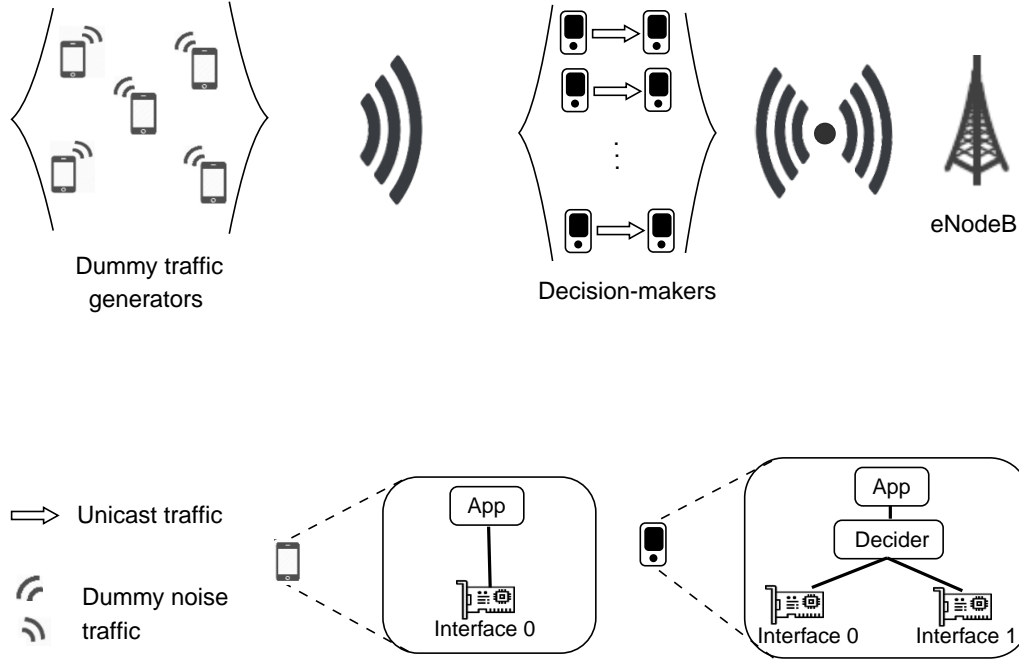 Dummy traffic
generators
Decision-makers
eNodeB
Unicast traffic
Dummy noise
traffic
App
Interface 0
App
Decider
Interface 0
Interface 1